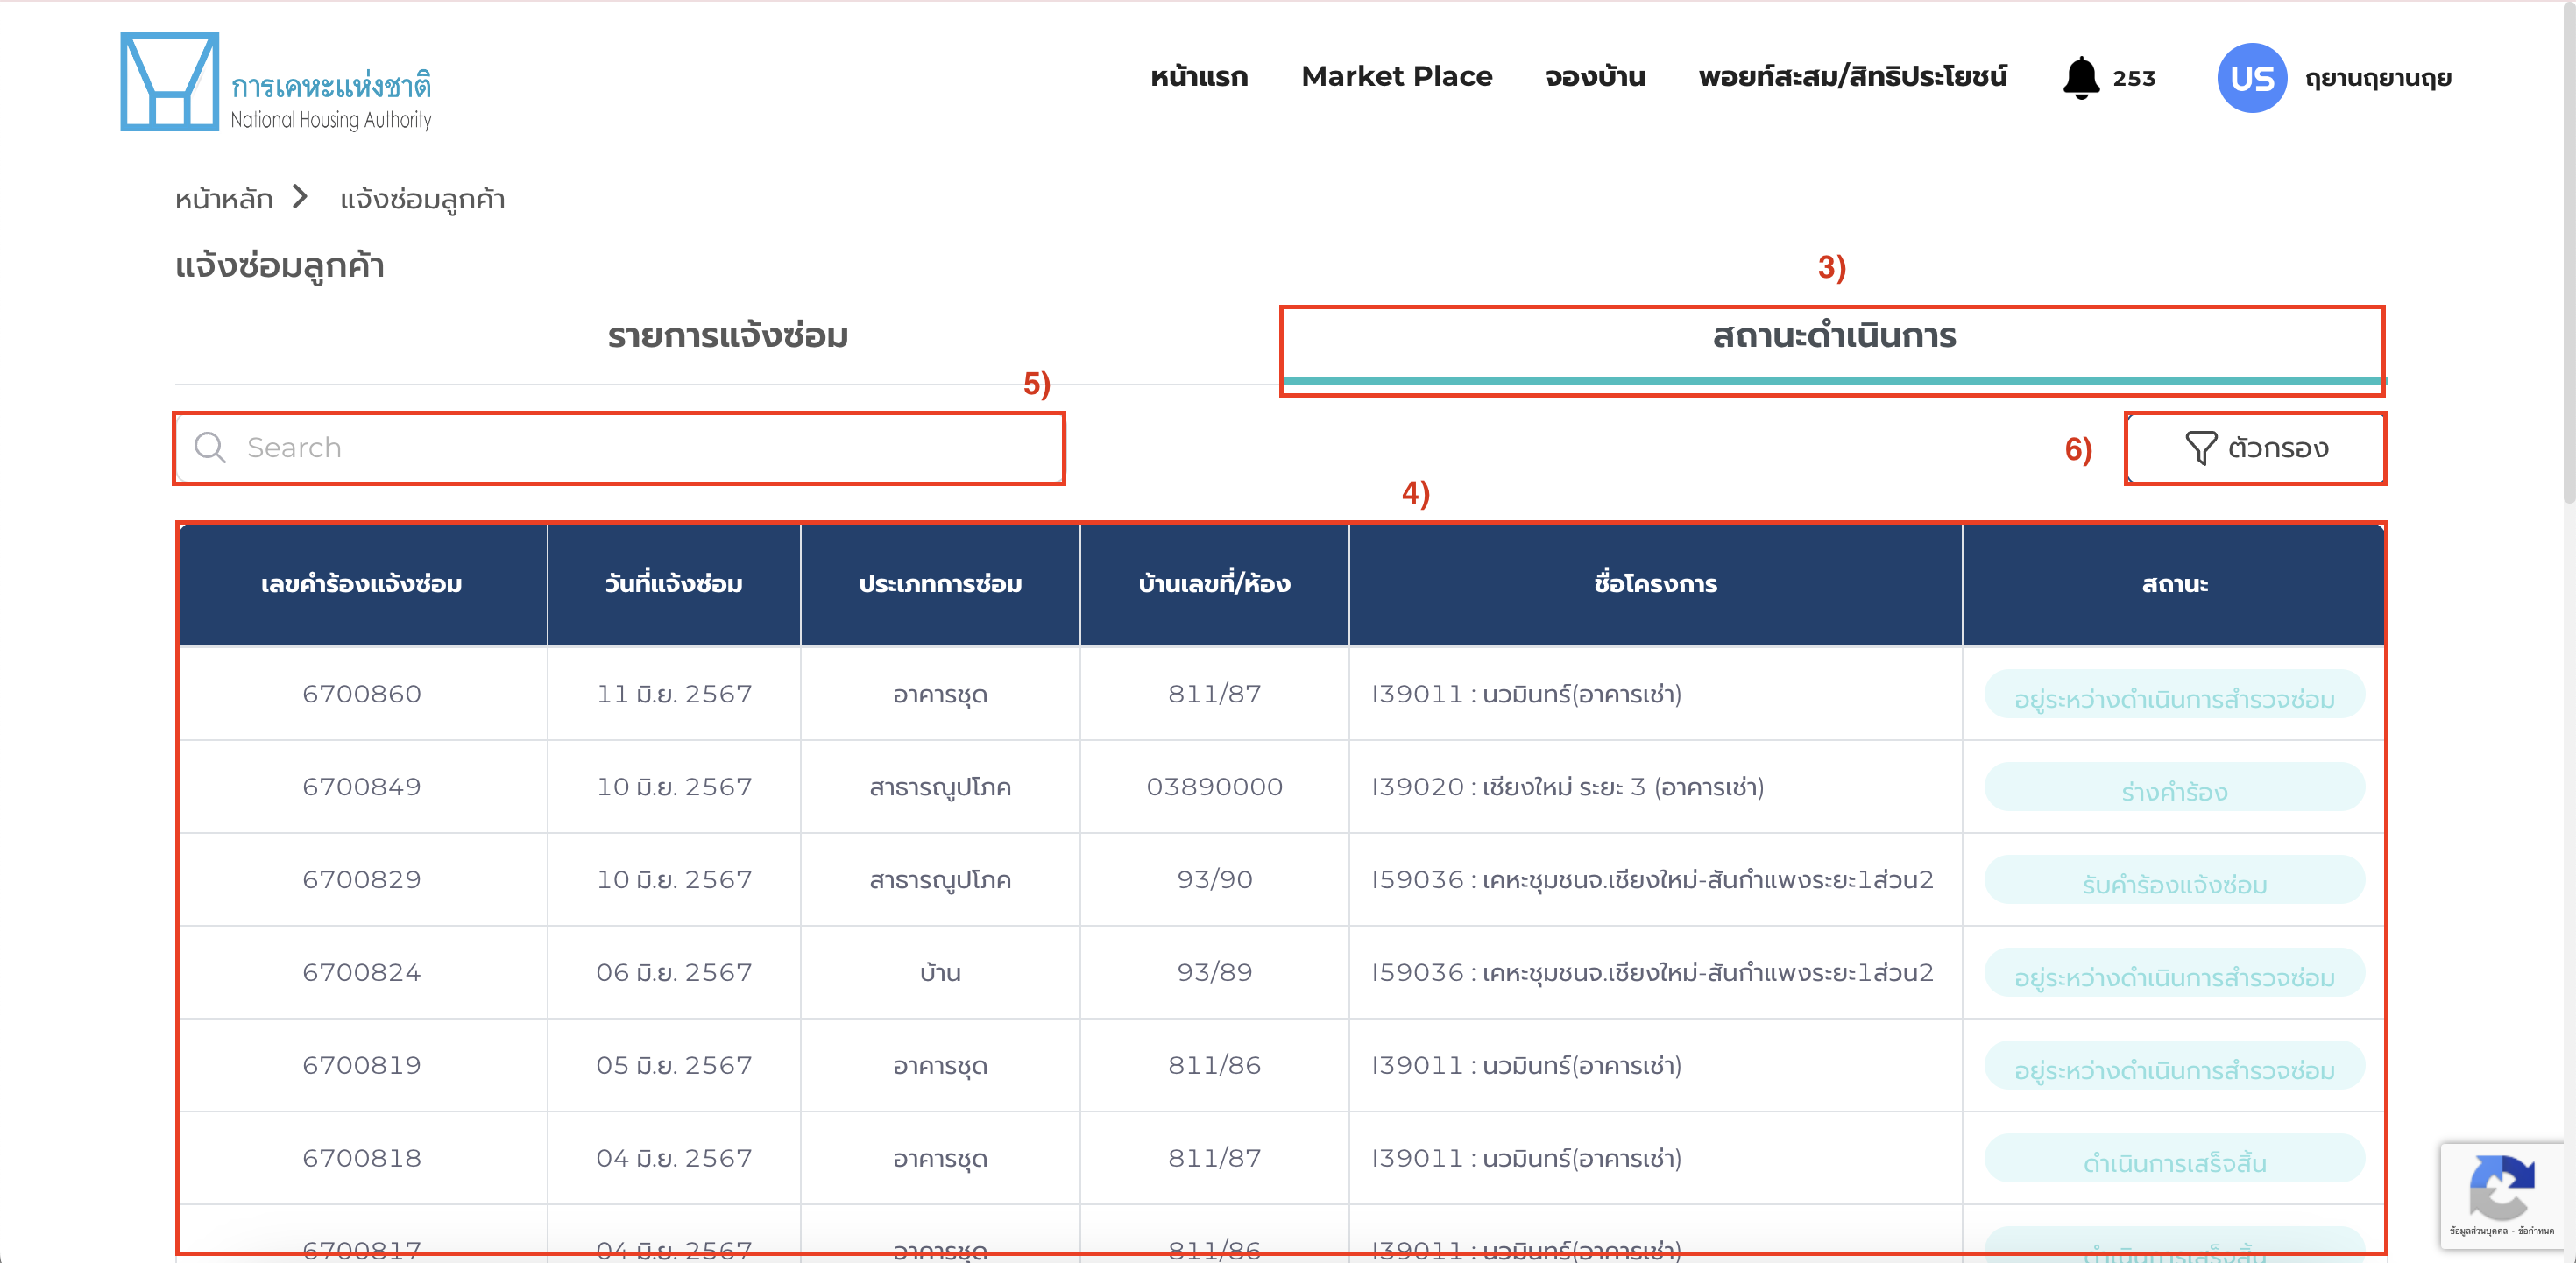 การเคหะแห่งชาติ
National Housing Authority
หน้าแรก Market Place จองบ้าน พอยท์สะสม/สิทธิประโยชน์ 253 US ฤยานฤยานฤย
หน้าหลัก แจ้งซ่อมลูกค้า
แจ้งซ่อมลูกค้า
3)
รายการแจ้งซ่อม สถานะดำเนินการ
5)
Search 6) ตัวกรอง
4)
เลขคำร้องแจ้งซ่อม วันที่แจ้งซ่อม ประเภทการซ่อม บ้านเลขที่/ห้อง ชื่อโครงการ สถานะ
6700860 11 มิ.ย. 2567 อาคารชุด 811/87 I39011 : นวมินทร์(อาคารเช่า) อยู่ระหว่างดำเนินการสำรวจซ่อม
6700849 10 มิ.ย. 2567 สาธารณูปโภค 03890000 I39020 : เชียงใหม่ ระยะ 3 (อาคารเช่า) ร่างคำร้อง
6700829 10 มิ.ย. 2567 สาธารณูปโภค 93/90 I59036 : เคหะชุมชนจ.เชียงใหม่-สันกำแพงระยะ1ส่วน2 รับคำร้องแจ้งซ่อม
6700824 06 มิ.ย. 2567 บ้าน 93/89 I59036 : เคหะชุมชนจ.เชียงใหม่-สันกำแพงระยะ1ส่วน2 อยู่ระหว่างดำเนินการสำรวจซ่อม
6700819 05 มิ.ย. 2567 อาคารชุด 811/86 I39011 : นวมินทร์(อาคารเช่า) อยู่ระหว่างดำเนินการสำรวจซ่อม
6700818 04 มิ.ย. 2567 อาคารชุด 811/87 I39011 : นวมินทร์(อาคารเช่า) ดำเนินการเสร็จสิ้น
6700817 04 มิ.ย. 2567 อาคารชุด 811/86 I39011 : นวมินทร์(อาคารเช่า) ดำเนินการเสร็จสิ้น
ข้อมูลส่วนบุคคล - ข้อกำหนด